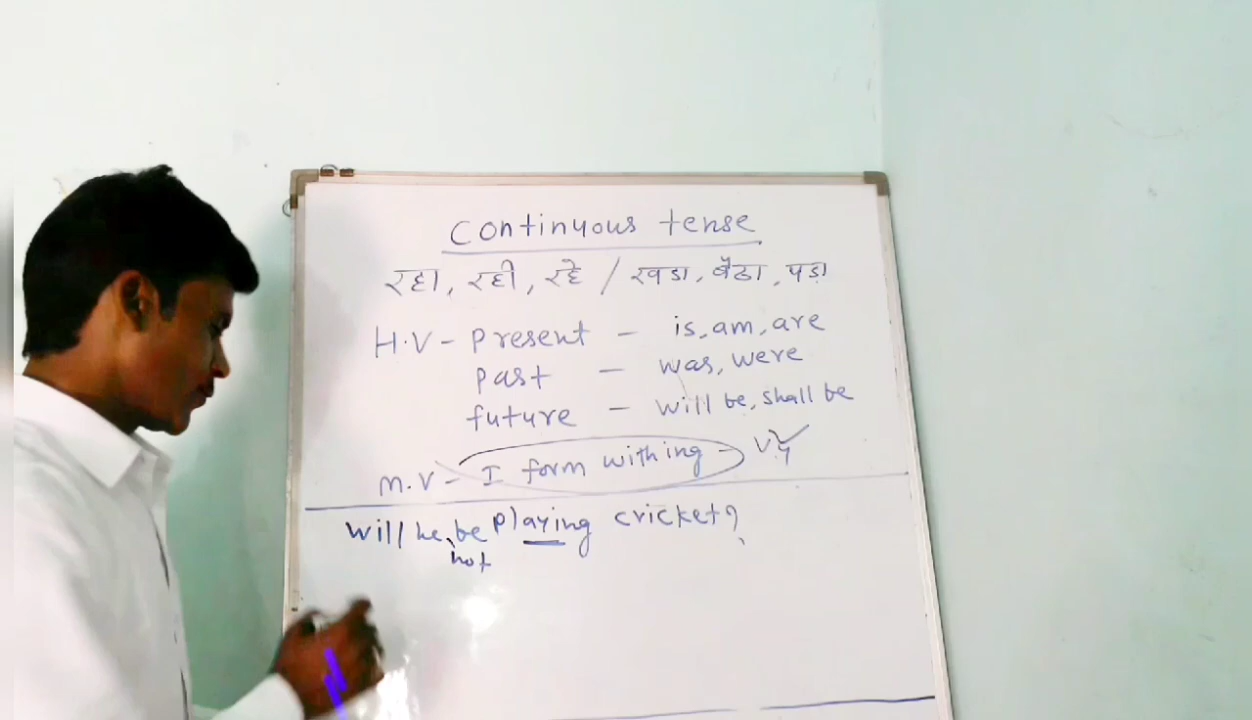 Continuous tense
रहा, रही, रहे / खडा, बैठा, पड़ा
H.V - Present - is, am, are
past - was, were
future - will be, shall be
M.V - I form with ing - V4
will he be playing cricket?
not